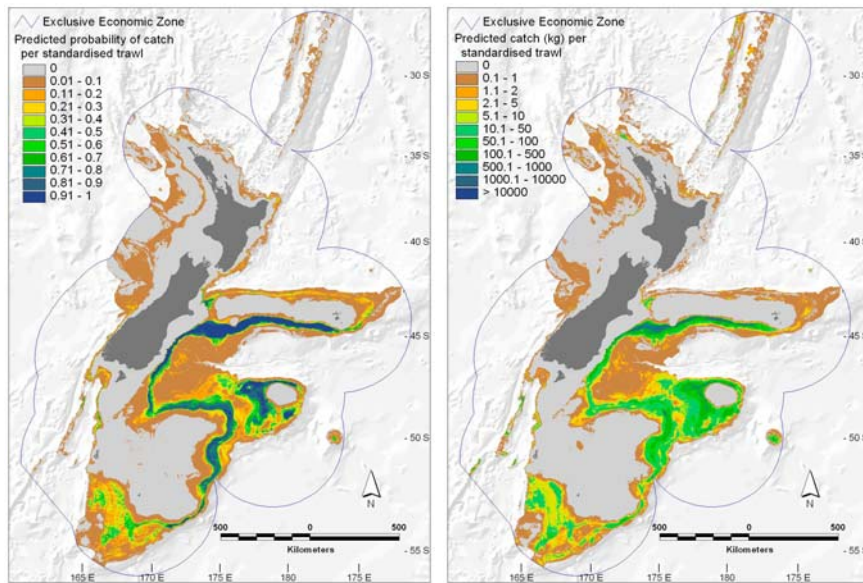 Exclusive Economic Zone
Predicted probability of catch
per standardised trawl
0
0.01 - 0.1
0.11 - 0.2
0.21 - 0.3
0.31 - 0.4
0.41 - 0.5
0.51 - 0.6
0.61 - 0.7
0.71 - 0.8
0.81 - 0.9
0.91 - 1
- 30 S
- 35 S
- 40 S
- 45 S
- 50 S
- 55 S
N
500 0 500
Kilometers
165 E 170 E 175 E 180 175 E
Exclusive Economic Zone
Predicted catch (kg) per
standardised trawl
0
0.1 - 1
1.1 - 2
2.1 - 5
5.1 - 10
10.1 - 50
50.1 - 100
100.1 - 500
500.1 - 1000
1000.1 - 10000
> 10000
- 30 S
- 35 S
- 40 S
- 45 S
- 50 S
- 55 S
N
500 0 500
Kilometers
165 E 170 E 175 E 180 175 E